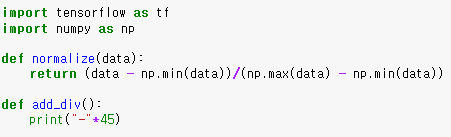 import tensorflow as tf
import numpy as np
def normalize(data):
    return (data - np.min(data))/(np.max(data) - np.min(data))
def add_div():
    print("-"*45)